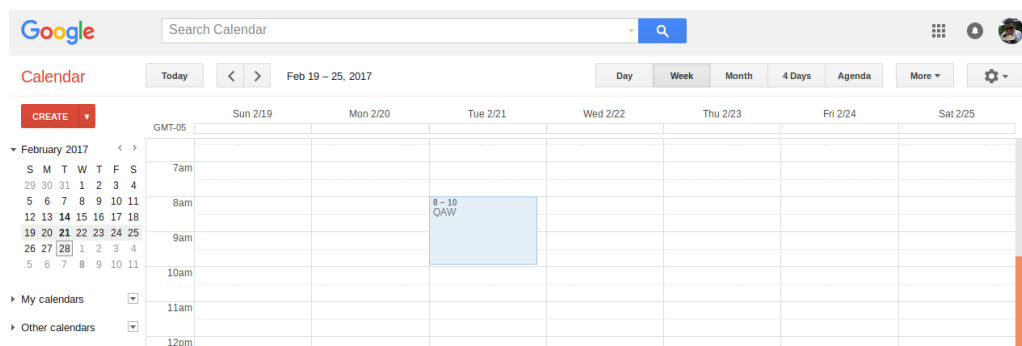 Google Search Calendar
Calendar Today Feb 19 – 25, 2017 Day Week Month 4 Days Agenda More
CREATE Sun 2/19 Mon 2/20 Tue 2/21 Wed 2/22 Thu 2/23 Fri 2/24 Sat 2/25
GMT-05
February 2017
S M T W T F S
29 30 31 1 2 3 4
5 6 7 8 9 10 11
12 13 14 15 16 17 18
19 20 21 22 23 24 25
26 27 28 1 2 3 4
5 6 7 8 9 10 11
My calendars
Other calendars
7am
8am
8 – 10
QAW
9am
10am
11am
12pm